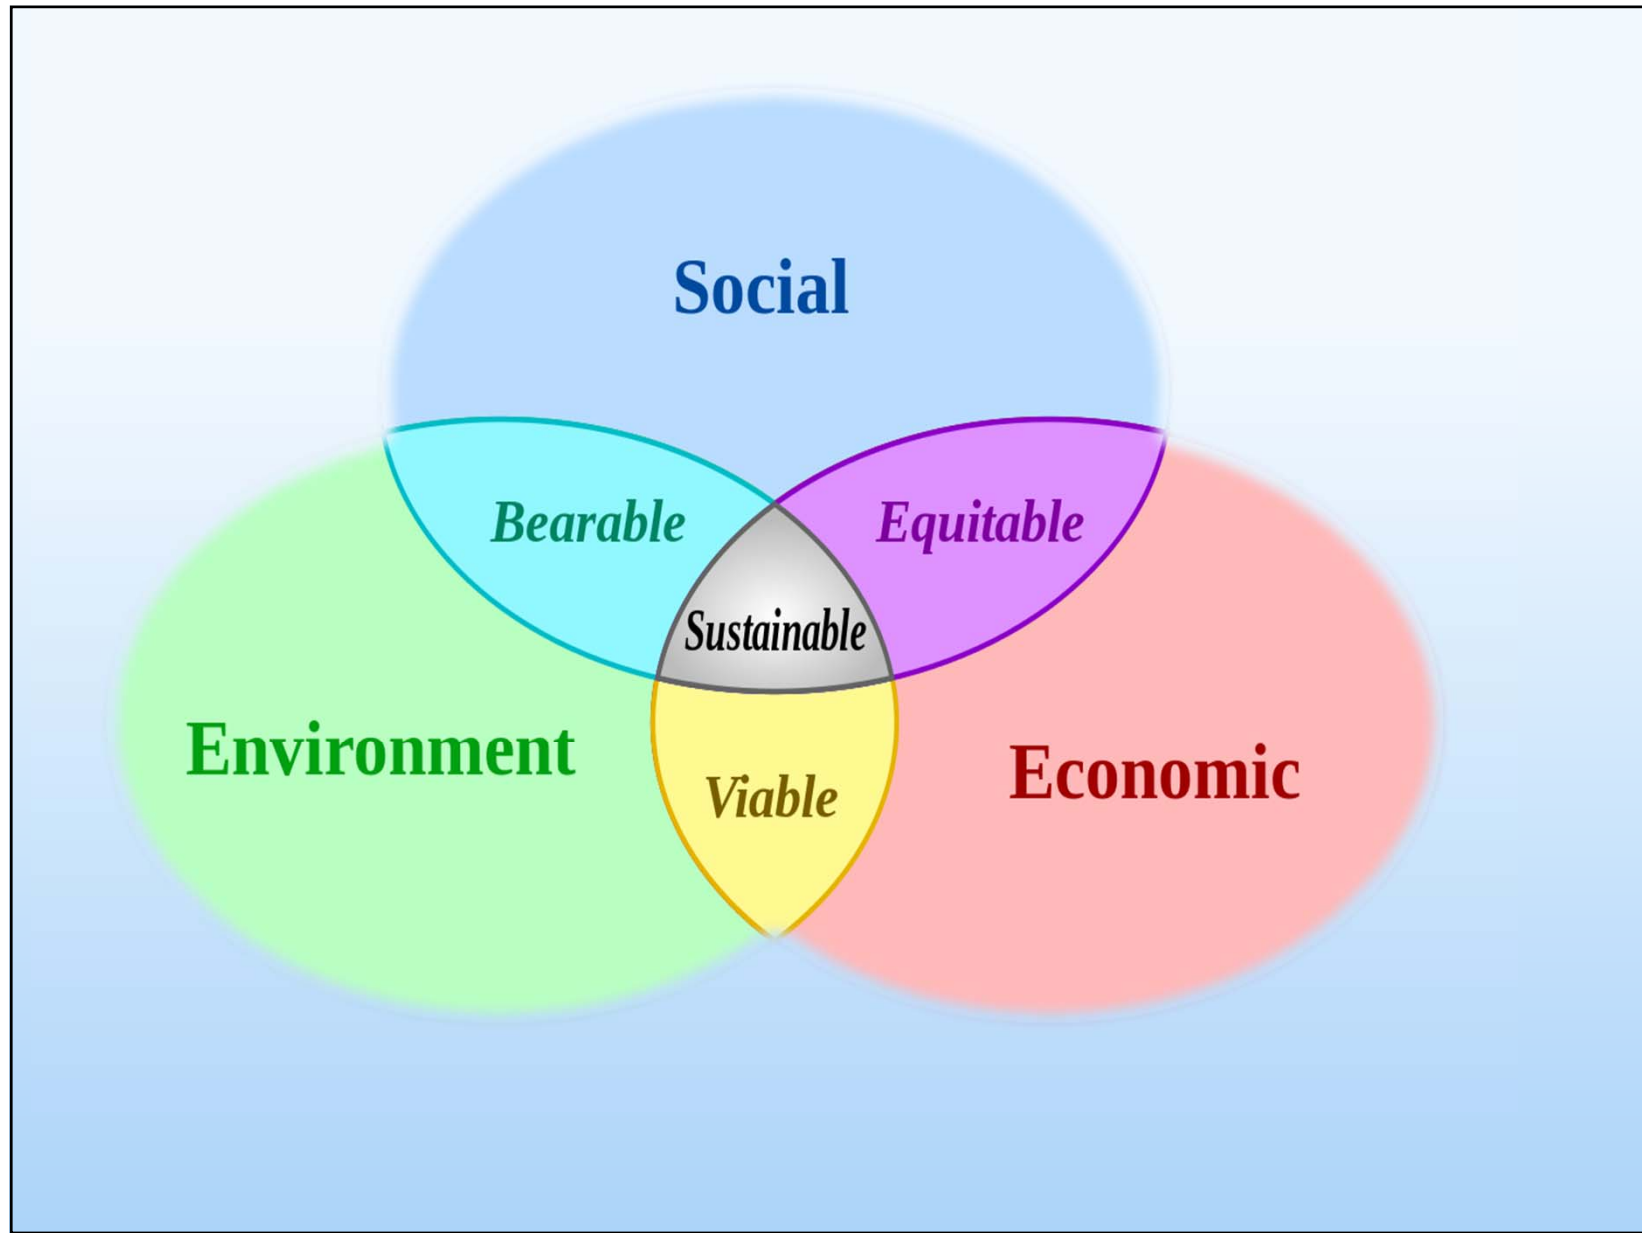 Social
Bearable
Equitable
Sustainable
Environment
Economic
Viable